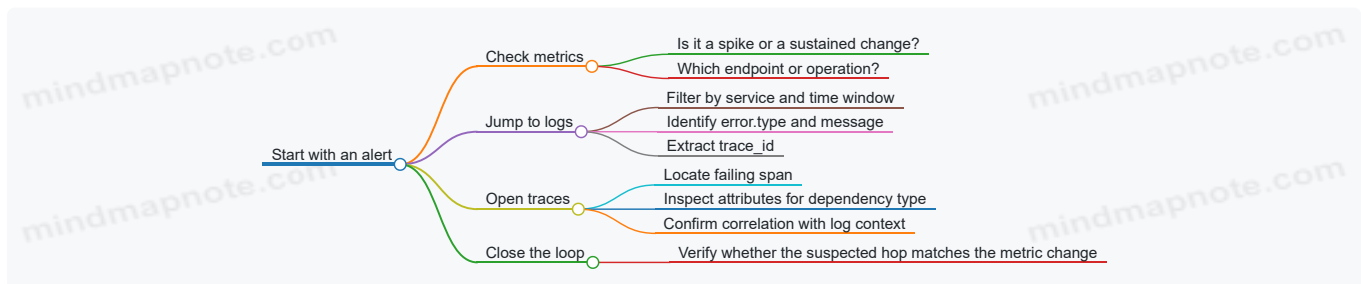 mindmapnote.com
mindmapnote.com
Start with an alert
Check metrics
Is it a spike or a sustained change?
Which endpoint or operation?
Jump to logs
Filter by service and time window
Identify error.type and message
Extract trace_id
Open traces
Locate failing span
Inspect attributes for dependency type
Confirm correlation with log context
Close the loop
Verify whether the suspected hop matches the metric change
mindmapnote.com
mindmapnote.com